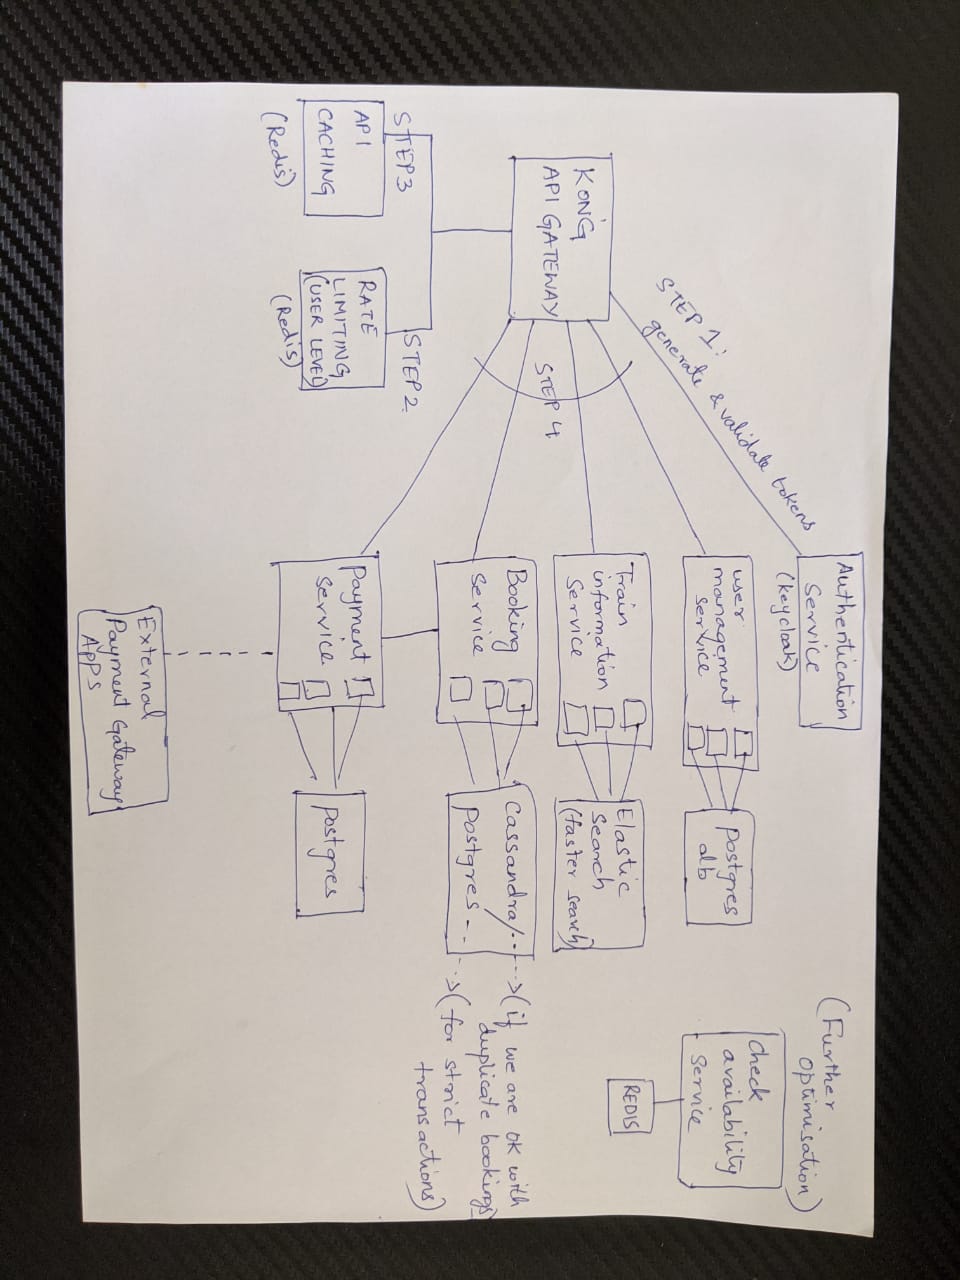 Authentication
Service
(keycloak)
STEP 1:
generate & validate tokens
KONG
API GATEWAY
STEP 4
STEP3
API
CACHING
(Redis)
STEP2
RATE
LIMITING
(USER LEVEL)
(Redis)
user
management
service
Postgres
db
Train
information
Service
Elastic
search
(faster search)
Booking
Service
Cassandra/
Postgres
(if we are OK with
duplicate bookings)
(for strict
transactions)
Payment
Service
Postgres
External
Payment Gateway
APPS
(Further
optimisation)
check
availability
service
REDIS